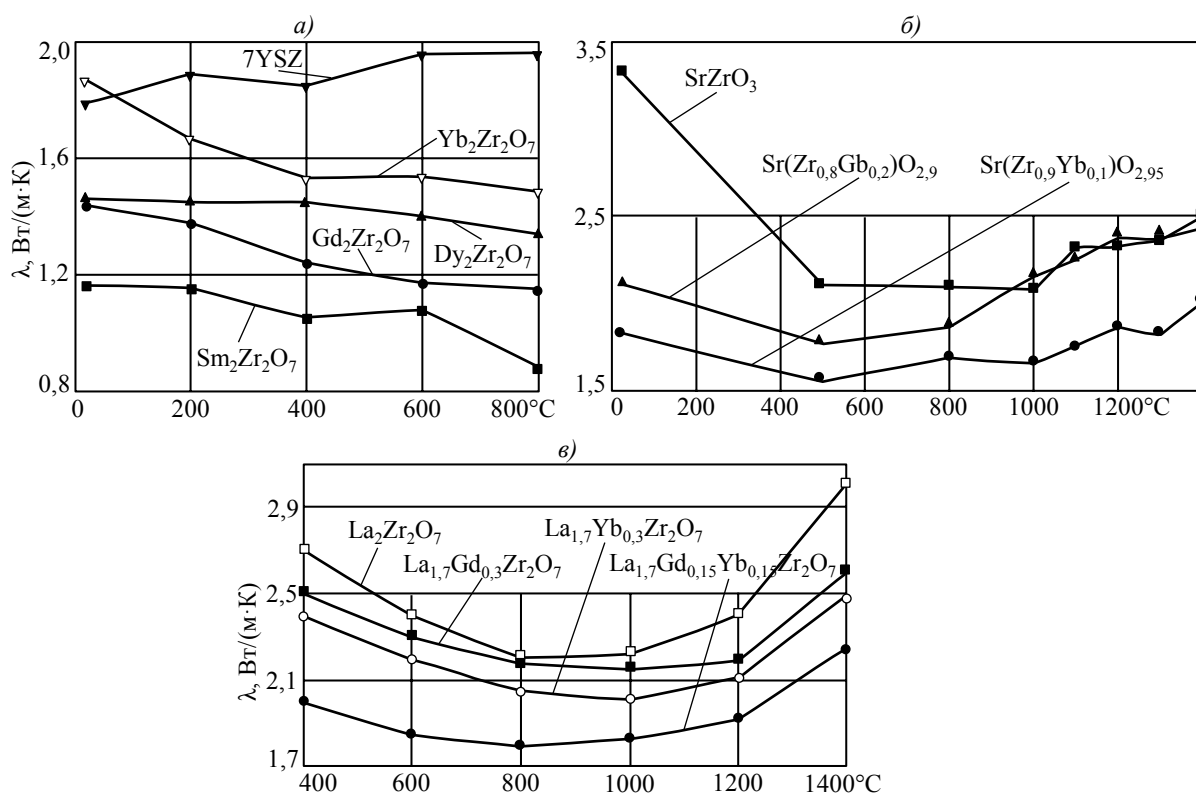 а)
2,0
7YSZ
Yb₂Zr₂O₇
1,6
Gd₂Zr₂O₇
Dy₂Zr₂O₇
1,2
Sm₂Zr₂O₇
0,8
λ, Вт/(м·К)
0 200 400 600 800°C
б)
3,5
SrZrO₃
Sr(Zr₀,₈Gb₀,₂)O₂,₉ Sr(Zr₀,₉Yb₀,₁)O₂,₉₅
2,5
1,5
0 200 400 600 800 1000 1200°C
в)
2,9
La₂Zr₂O₇ La₁,₇Yb₀,₃Zr₂O₇
La₁,₇Gd₀,₃Zr₂O₇ La₁,₇Gd₀,₁₅Yb₀,₁₅Zr₂O₇
2,5
2,1
1,7
λ, Вт/(м·К)
400 600 800 1000 1200 1400°C